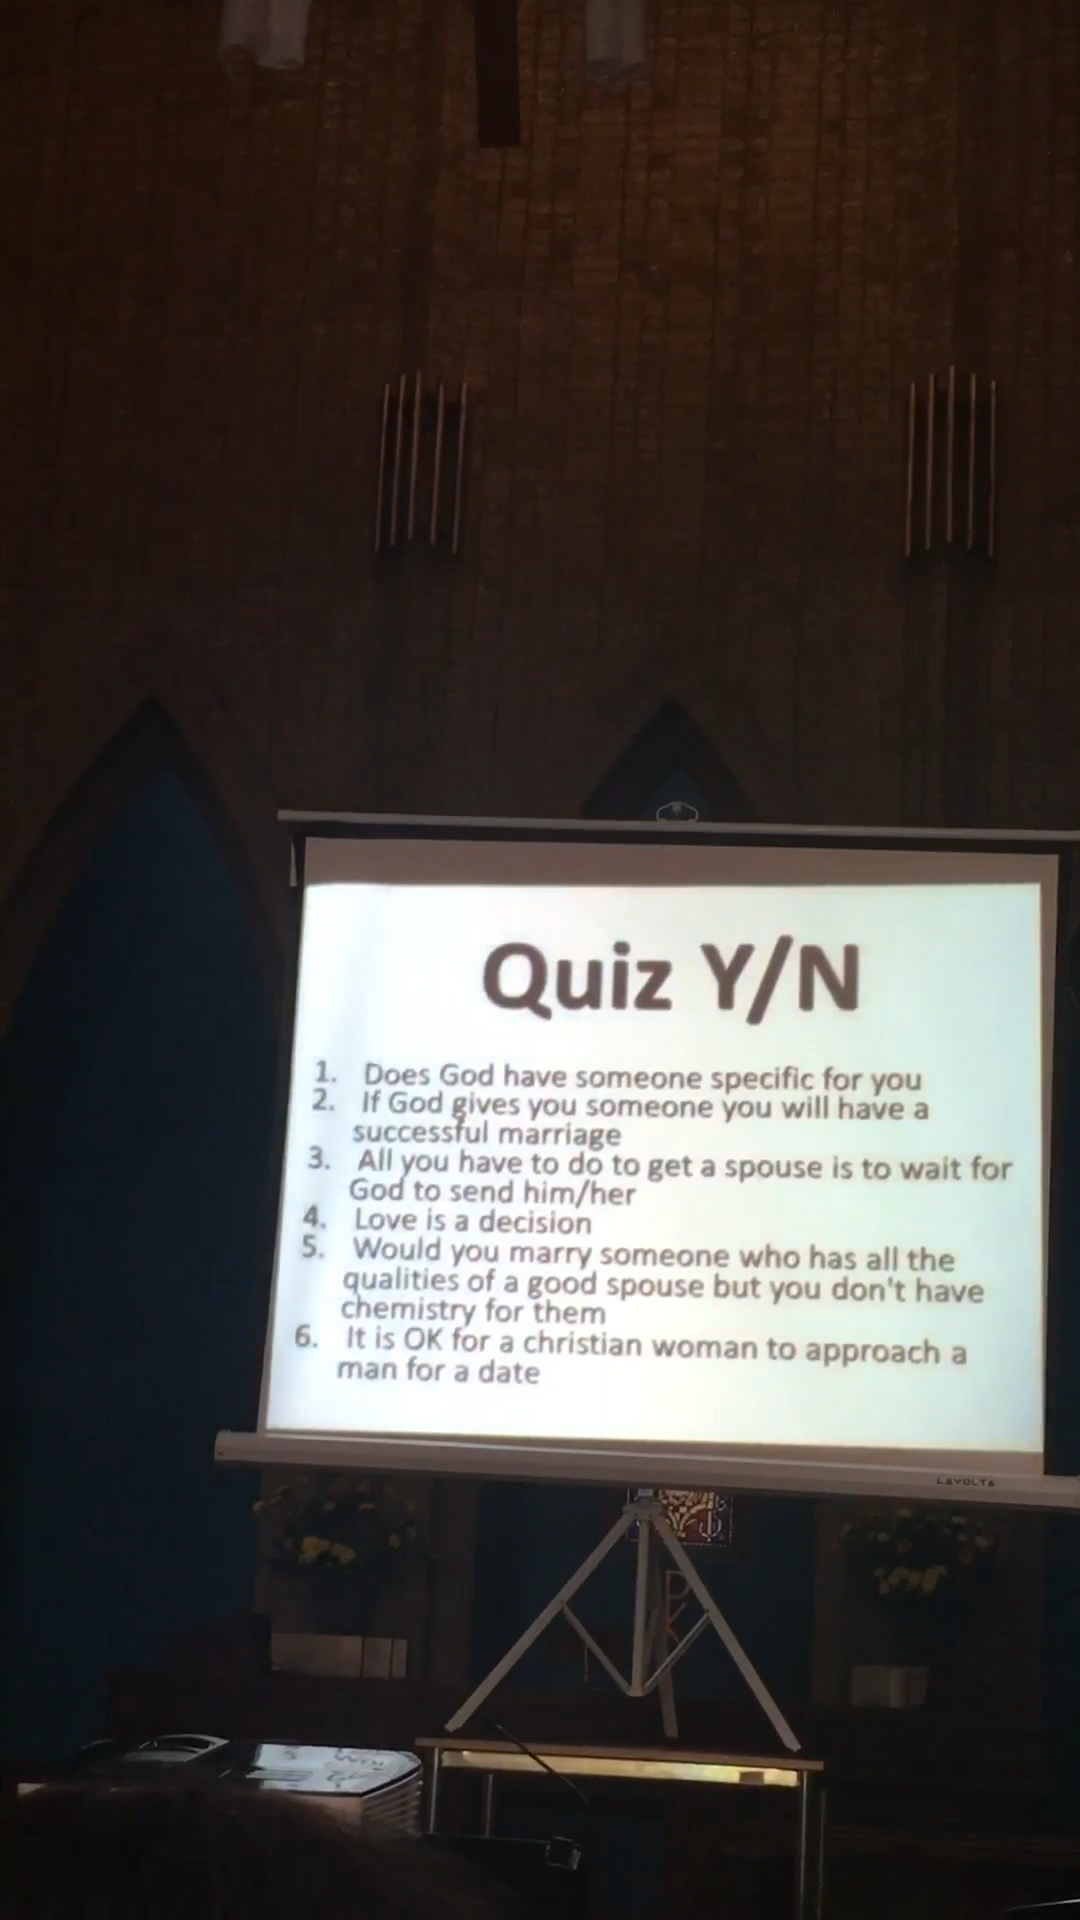 Quiz Y/N
1. Does God have someone specific for you
2. If God gives you someone you will have a
successful marriage
3. All you have to do to get a spouse is to wait for
God to send him/her
4. Love is a decision
5. Would you marry someone who has all the
qualities of a good spouse but you don't have
chemistry for them
6. It is OK for a christian woman to approach a
man for a date
LAVOLTA